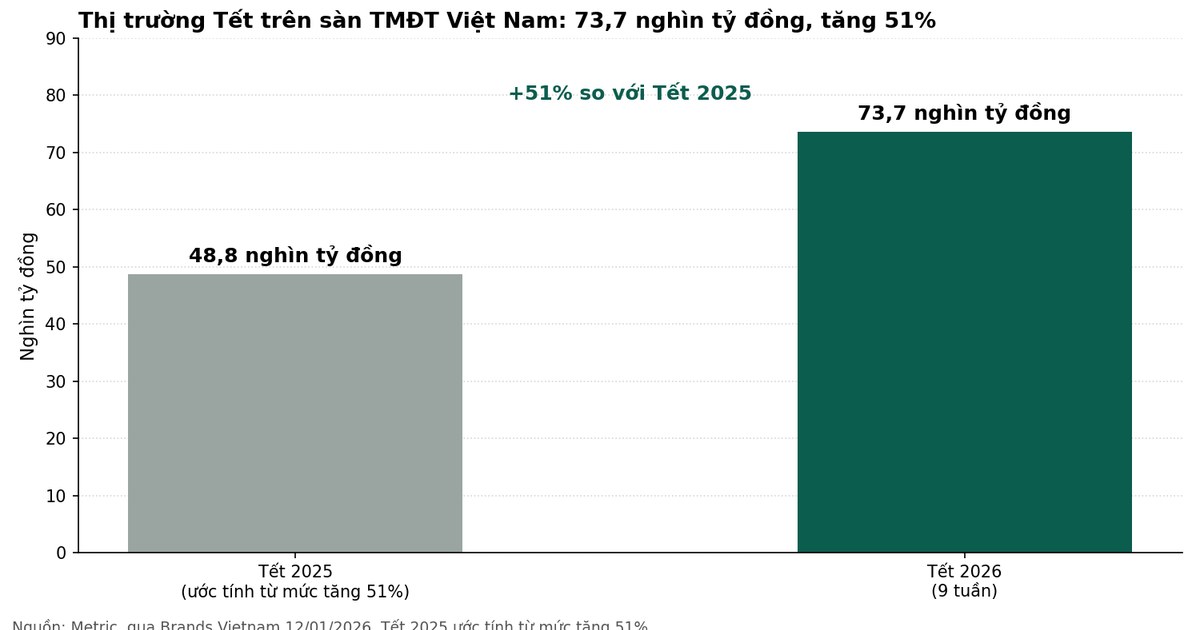 Thị trường Tết trên sàn TMĐT Việt Nam: 73,7 nghìn tỷ đồng, tăng 51%
90
80
70
60
50
40
30
20
10
0
Nghìn tỷ đồng
+51% so với Tết 2025
48,8 nghìn tỷ đồng
73,7 nghìn tỷ đồng
Tết 2025
(ước tính từ mức tăng 51%)
Tết 2026
(9 tuần)
Nguồn: Metric, qua Brands Vietnam 12/01/2026. Tết 2025 ước tính từ mức tăng 51%.